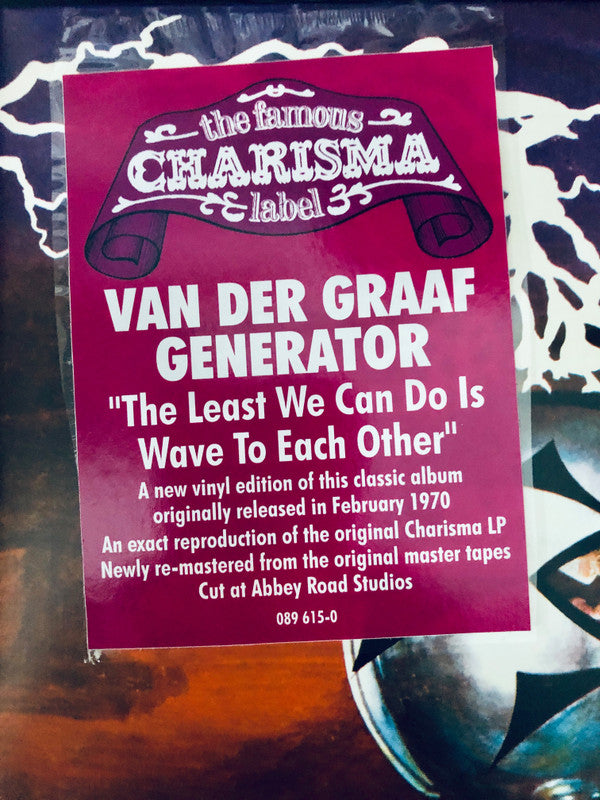 the famous
CHARISMA
label
VAN DER GRAAF
GENERATOR
"The Least We Can Do Is
Wave To Each Other"
A new vinyl edition of this classic album
originally released in February 1970
An exact reproduction of the original Charisma LP
Newly re-mastered from the original master tapes
Cut at Abbey Road Studios
089 615-0